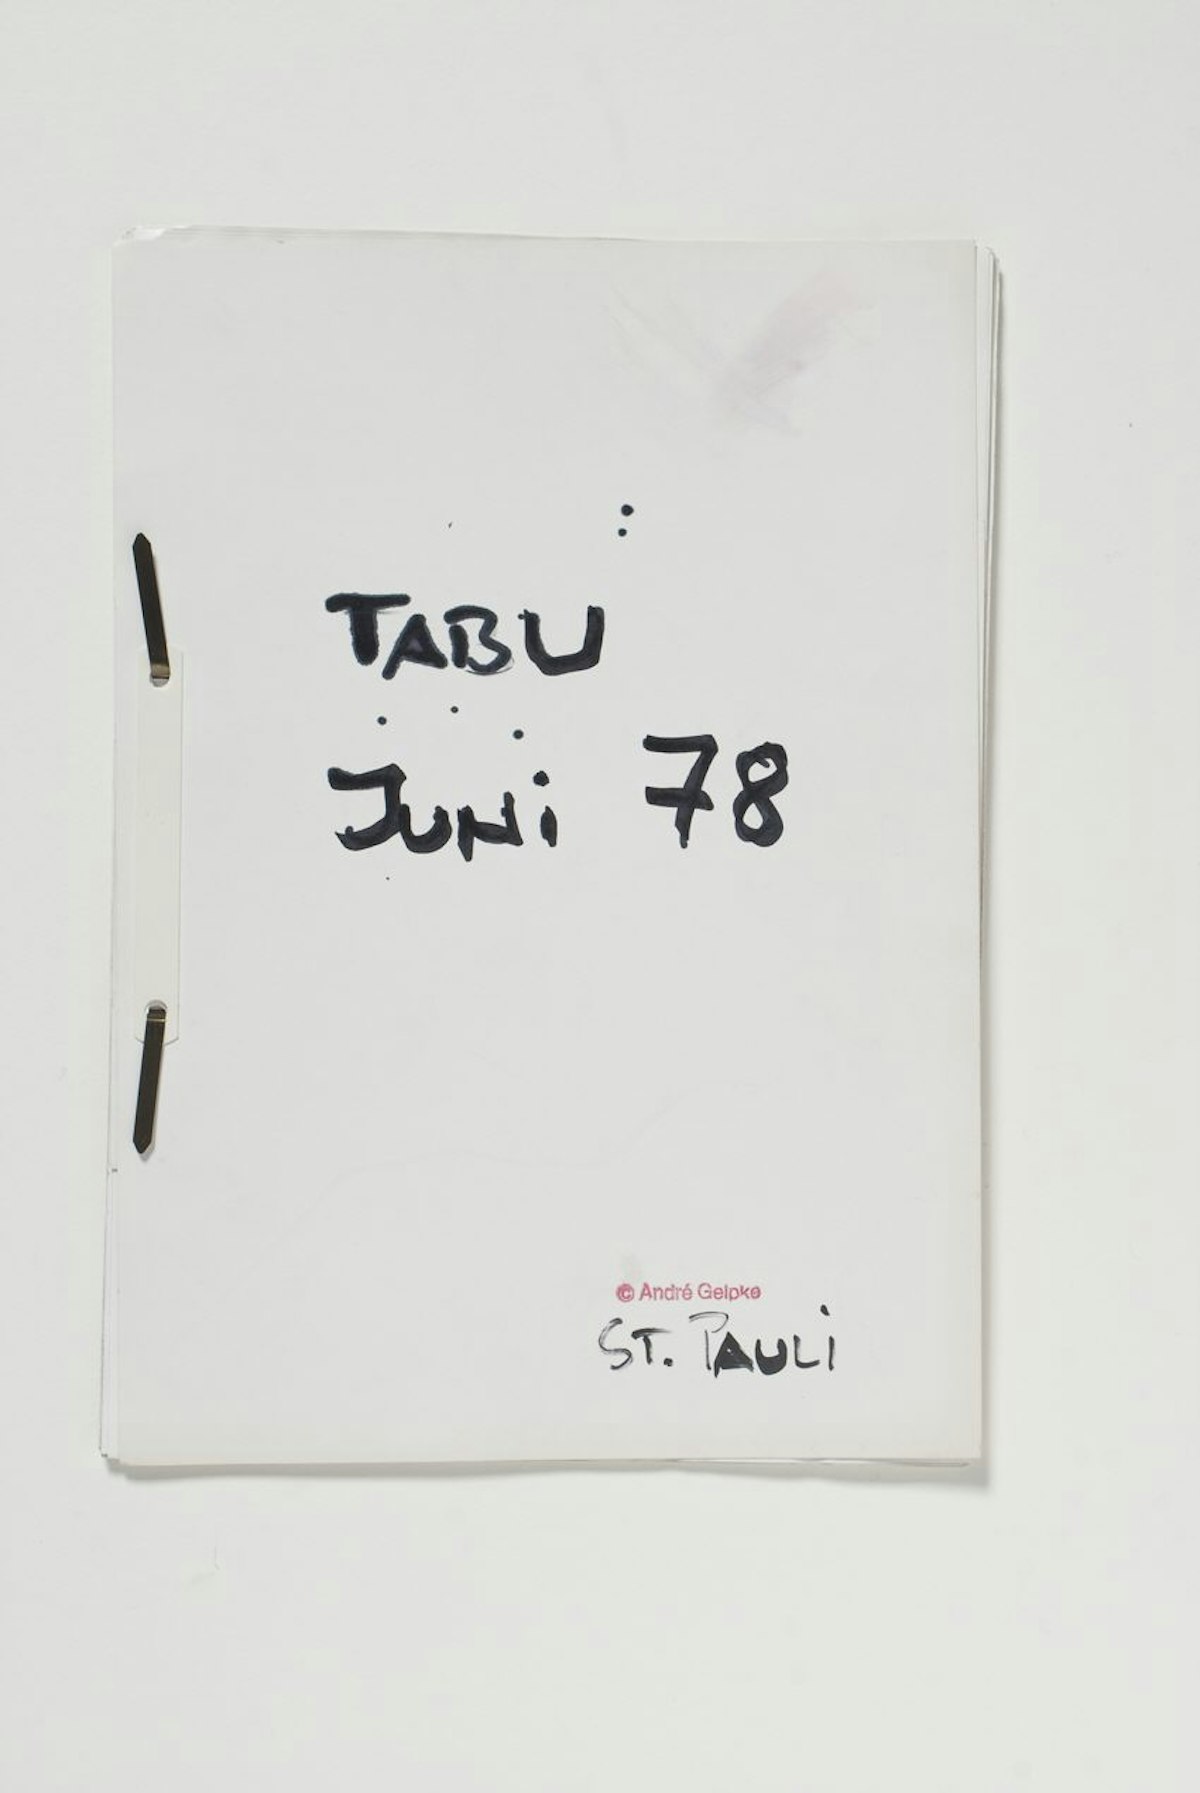 TABU
JUNi 78
© André Gelpke
ST. PAULi